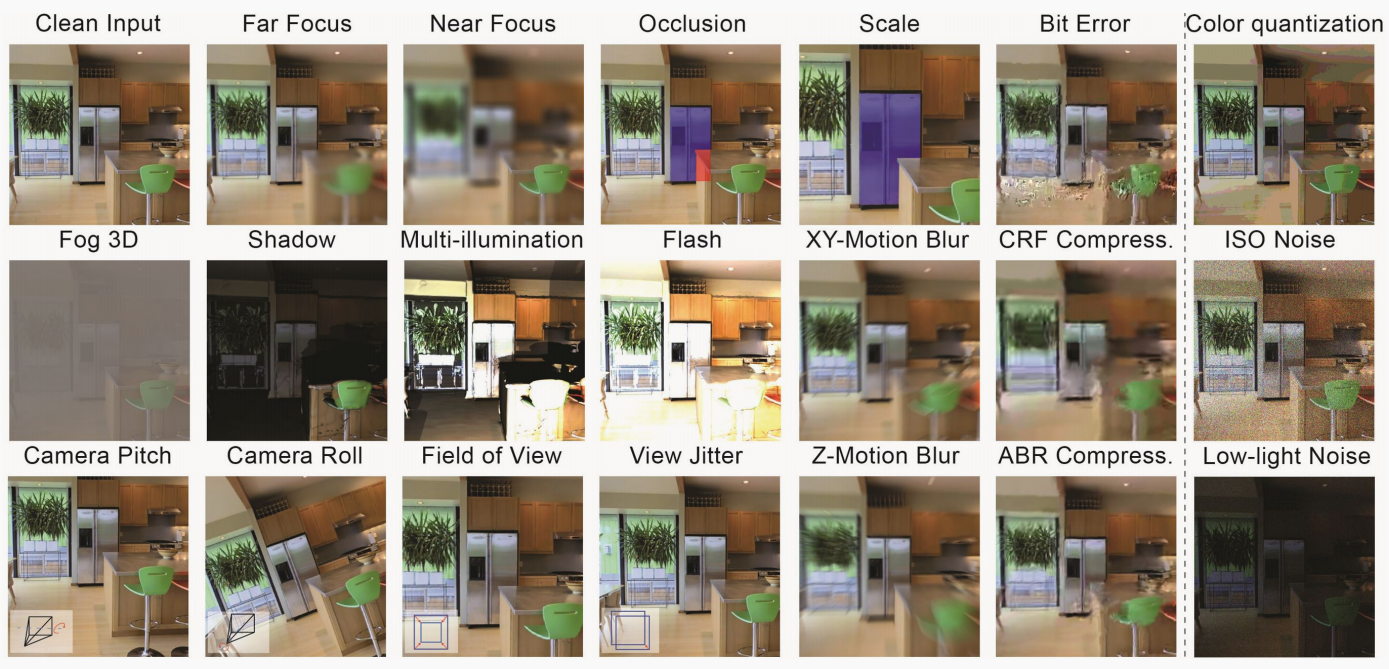 Clean Input
Far Focus
Near Focus
Occlusion
Scale
Bit Error
Color quantization
Fog 3D
Shadow
Multi-illumination
Flash
XY-Motion Blur
CRF Compress.
ISO Noise
Camera Pitch
Camera Roll
Field of View
View Jitter
Z-Motion Blur
ABR Compress.
Low-light Noise